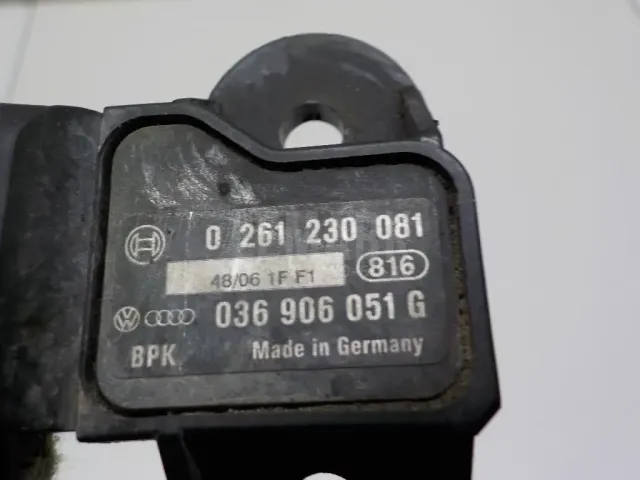 0 261 230 081
48/06 1F F1 816
036 906 051 G
BPK Made in Germany